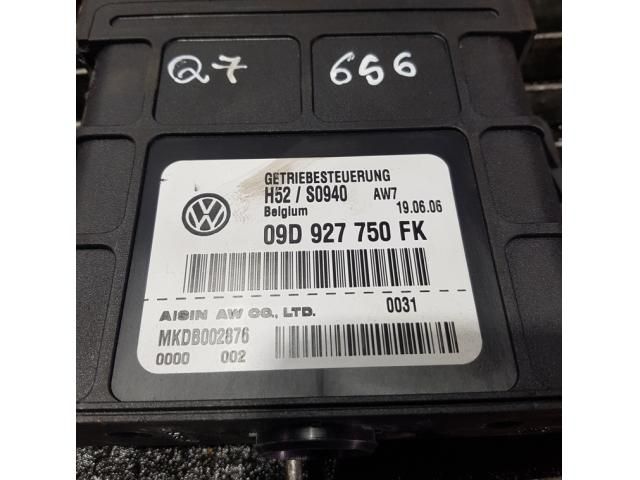 Q7 656
GETRIEBESTEUERUNG
H52 / S0940 AW7
Belgium 19.06.06
09D 927 750 FK
AISIN AW CO., LTD. 0031
MKDB002876
0000 002